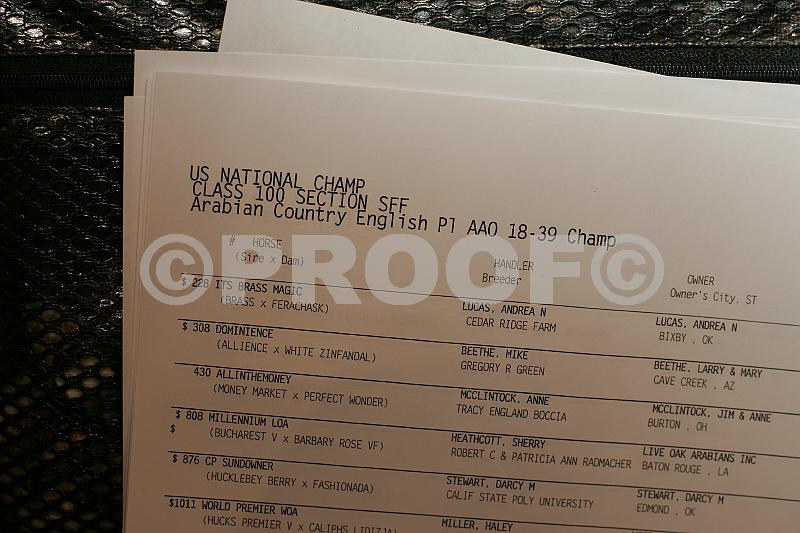 US NATIONAL CHAMP
CLASS 100 SECTION SFF
Arabian Country English Pl AAO 18-39 Champ
# HORSE HANDLER OWNER
(Sire x Dam) Breeder Owner's City, ST
©PROOF©
$ 228 ITS BRASS MAGIC LUCAS, ANDREA N LUCAS, ANDREA N
(BRASS x FERACHASK) CEDAR RIDGE FARM BIXBY , OK
$ 308 DOMINIENCE BEETHE, MIKE BEETHE, LARRY & MARY
(ALLIENCE x WHITE ZINFANDAL) GREGORY R GREEN CAVE CREEK , AZ
430 ALLINTHEMONEY MCCLINTOCK, ANNE MCCLINTOCK, JIM & ANNE
(MONEY MARKET x PERFECT WONDER) TRACY ENGLAND BOCCIA BURTON , OH
$ 808 MILLENNIUM LOA HEATHCOTT, SHERRY LIVE OAK ARABIANS INC
$ (BUCHAREST V x BARBARY ROSE VF) ROBERT C & PATRICIA ANN RADMACHER BATON ROUGE , LA
$ 876 CP SUNDOWNER STEWART, DARCY M STEWART, DARCY M
(HUCKLEBEY BERRY x FASHIONADA) CALIF STATE POLY UNIVERSITY EDMOND , OK
$1011 WORLD PREMIER WOA MILLER, HALEY
(HUCKS PREMIER V x CALIPHS